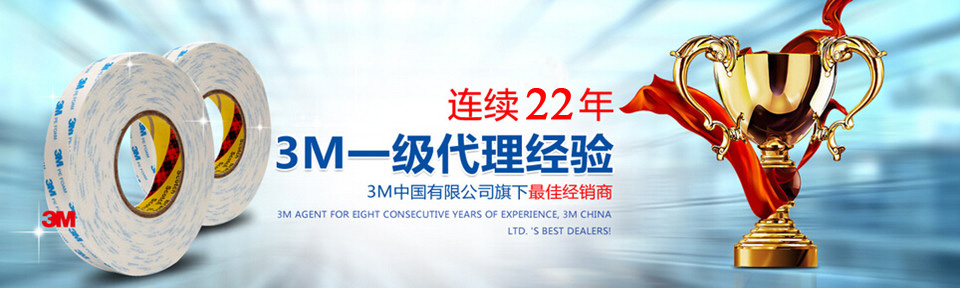 连续22年
3M一级代理经验
3M中国有限公司旗下最佳经销商
3M AGENT FOR EIGHT CONSECUTIVE YEARS OF EXPERIENCE, 3M CHINA
LTD. 'S BEST DEALERS!
3M